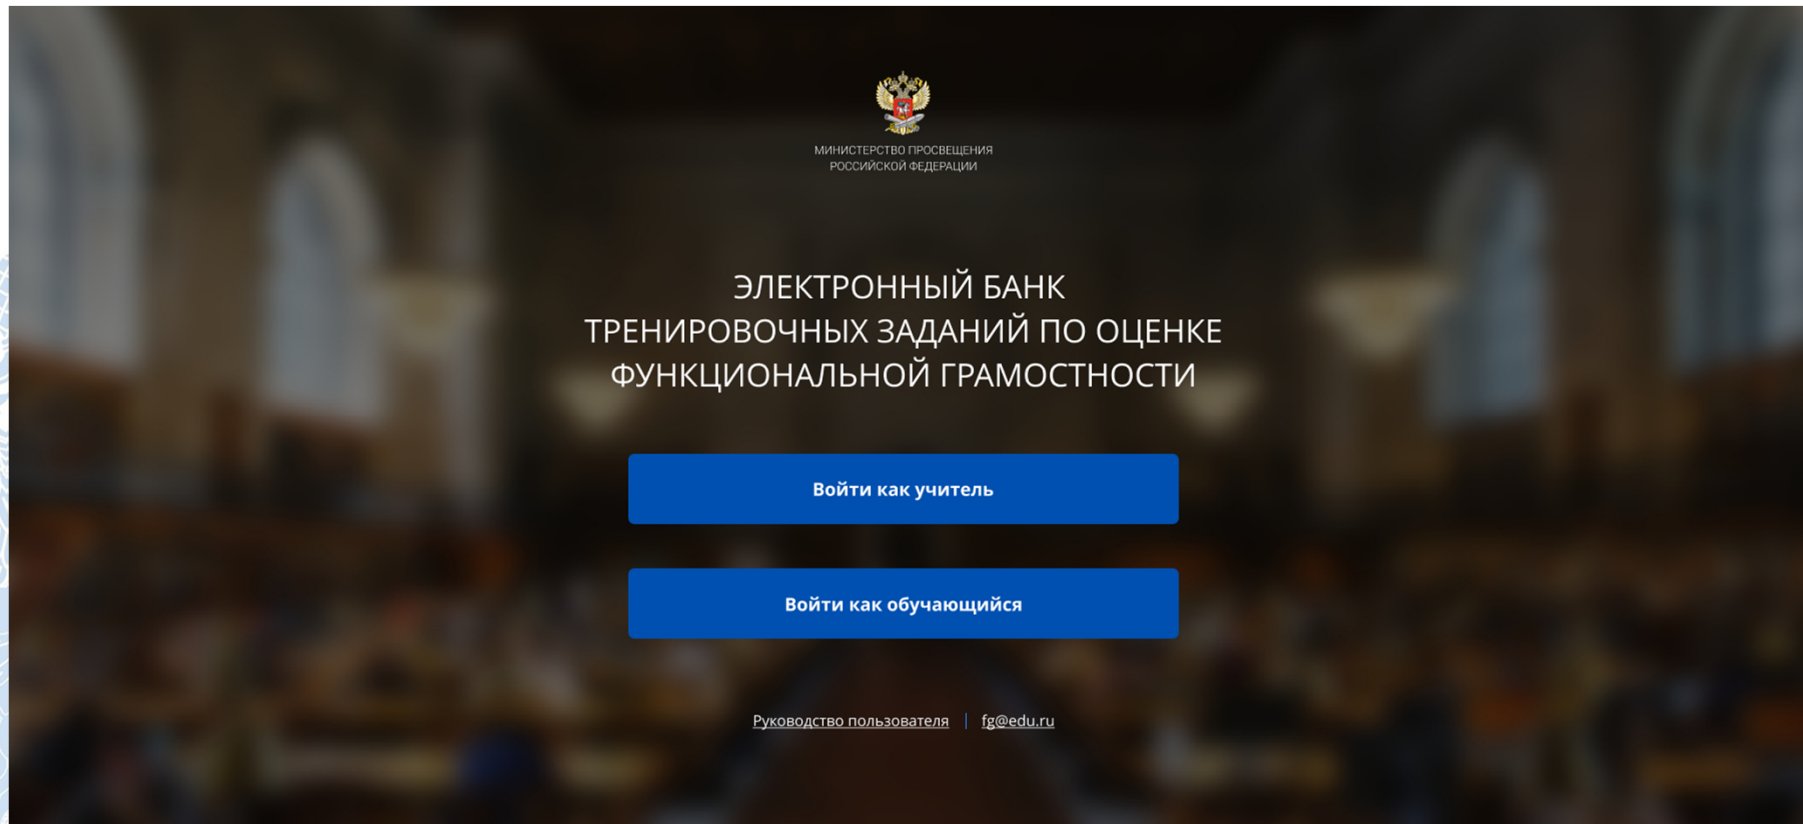 МИНИСТЕРСТВО ПРОСВЕЩЕНИЯ
РОССИЙСКОЙ ФЕДЕРАЦИИ
ЭЛЕКТРОННЫЙ БАНК
ТРЕНИРОВОЧНЫХ ЗАДАНИЙ ПО ОЦЕНКЕ
ФУНКЦИОНАЛЬНОЙ ГРАМОСТНОСТИ
Войти как учитель
Войти как обучающийся
Руководство пользователя | fg@edu.ru